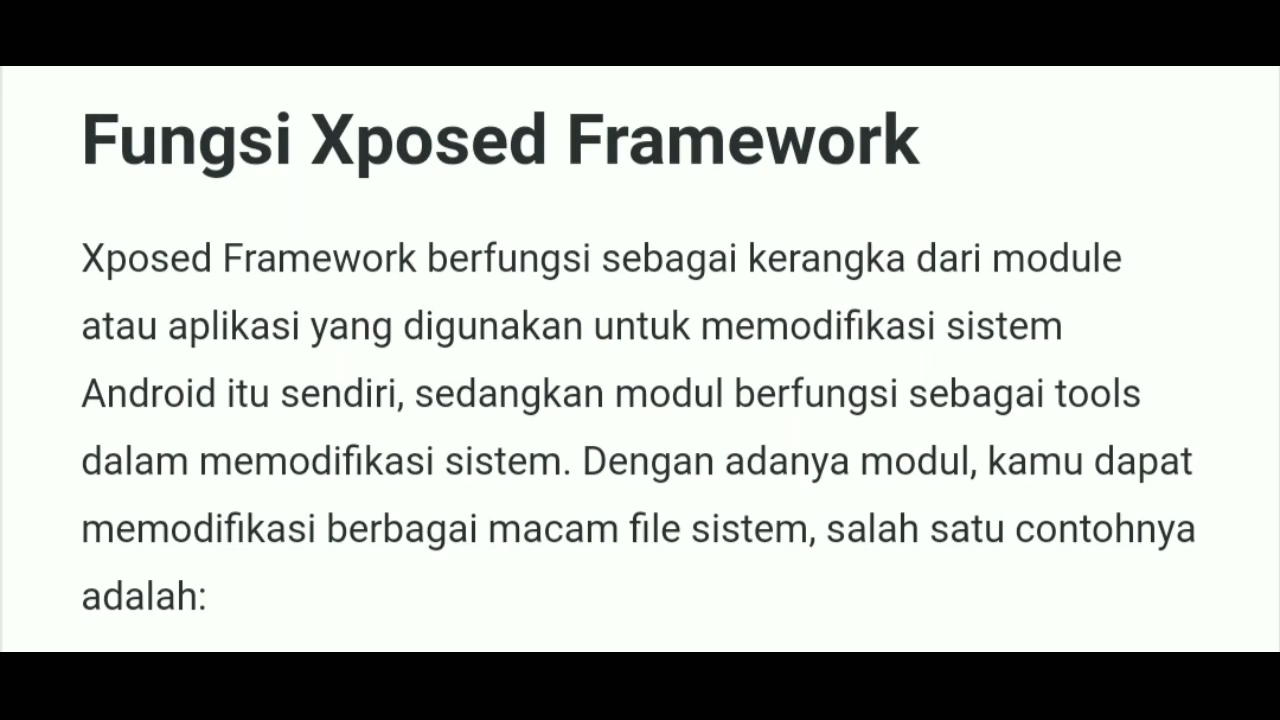 Fungsi Xposed Framework
Xposed Framework berfungsi sebagai kerangka dari module
atau aplikasi yang digunakan untuk memodifikasi sistem
Android itu sendiri, sedangkan modul berfungsi sebagai tools
dalam memodifikasi sistem. Dengan adanya modul, kamu dapat
memodifikasi berbagai macam file sistem, salah satu contohnya
adalah: